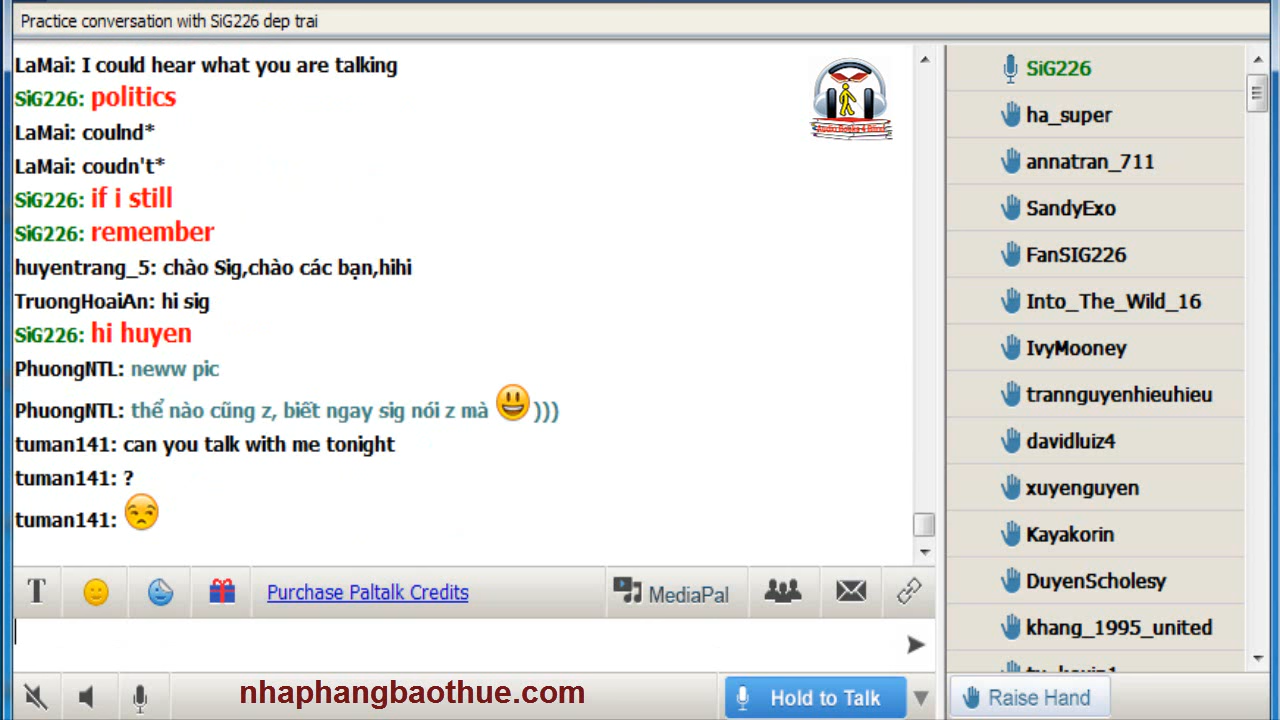 Practice conversation with SiG226 dep trai
LaMai: I could hear what you are talking
SiG226: politics
LaMai: coulnd*
LaMai: coudn't*
SiG226: if i still
SiG226: remember
huyentrang_5: chào Sig,chào các bạn,hihi
TruongHoaiAn: hi sig
SiG226: hi huyen
PhuongNTL: neww pic
PhuongNTL: thể nào cũng z, biết ngay sig nói z mà )))
tuman141: can you talk with me tonight
tuman141: ?
tuman141:
T
Purchase Paltalk Credits
MediaPal
nhaphangbaothue.com
Hold to Talk
SiG226
ha_super
annatran_711
SandyExo
FanSIG226
Into_The_Wild_16
IvyMooney
trannguyenhieuhieu
davidluiz4
xuyenguyen
Kayakorin
DuyenScholesy
khang_1995_united
Raise Hand